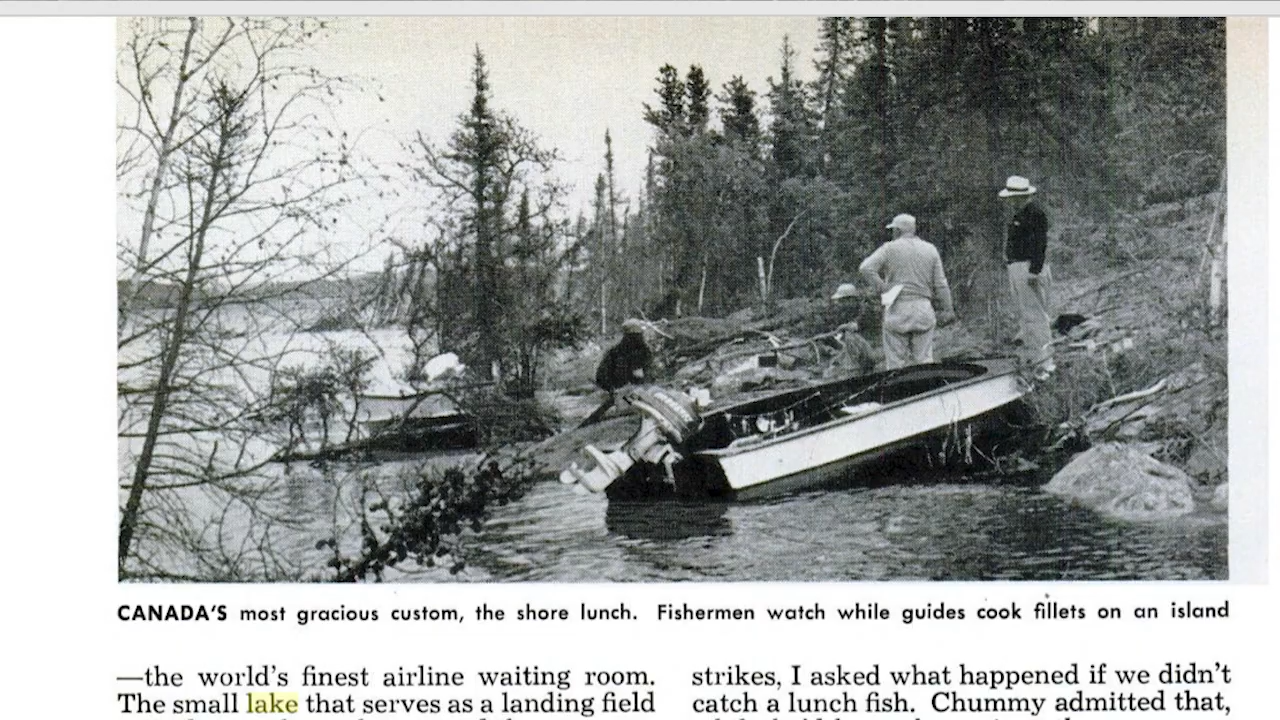 CANADA'S most gracious custom, the shore lunch. Fishermen watch while guides cook fillets on an island
—the world's finest airline waiting room.
The small lake that serves as a landing field
strikes, I asked what happened if we didn't
catch a lunch fish. Chummy admitted that,